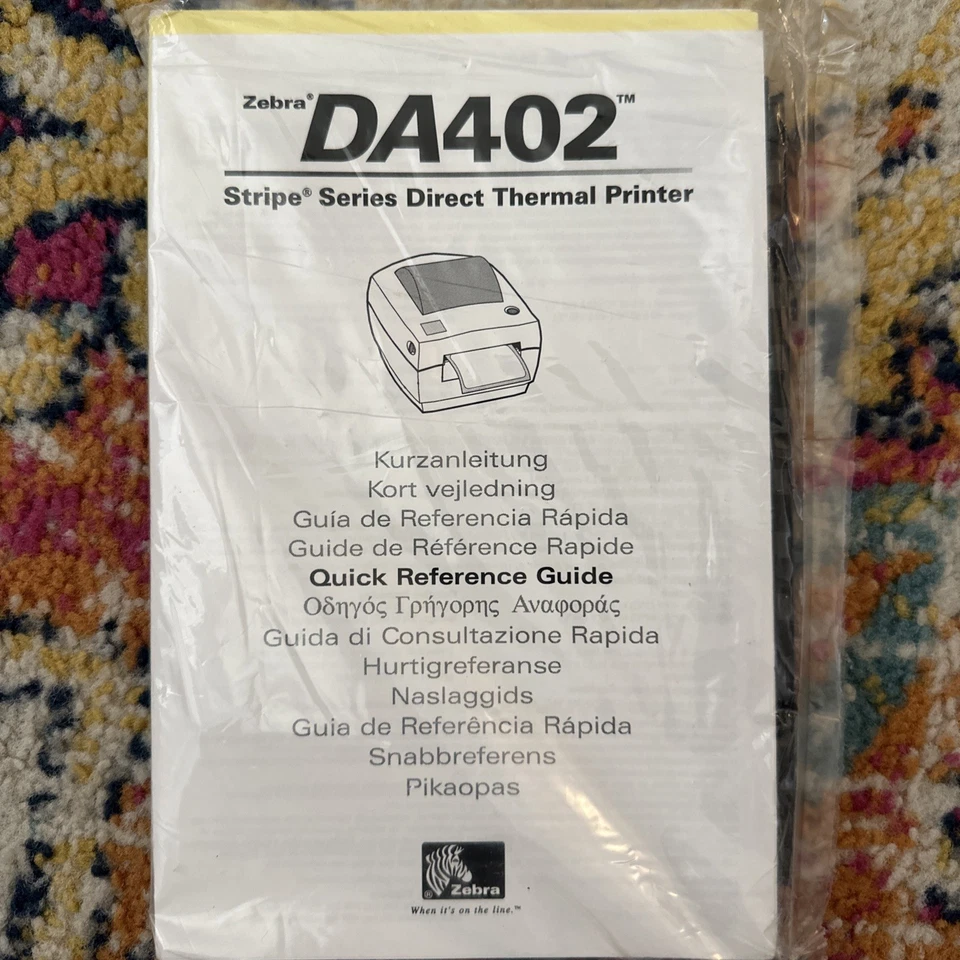 Zebra® DA402™
Stripe® Series Direct Thermal Printer
Kurzanleitung
Kort vejledning
Guía de Referencia Rápida
Guide de Référence Rapide
Quick Reference Guide
Οδηγός Γρήγορης Αναφοράς
Guida di Consultazione Rapida
Hurtigreferanse
Naslaggids
Guia de Referência Rápida
Snabbreferens
Pikaopas
® Zebra
When it's on the line.™